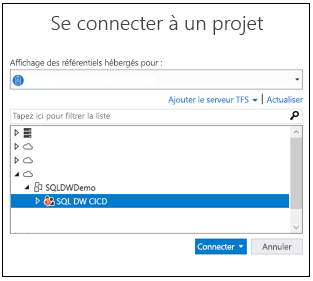 Se connecter à un projet
Affichage des référentiels hébergés pour :
Ajouter le serveur TFS | Actualiser
Tapez ici pour filtrer la liste
SQLDWDemo
SQL DW CICD
Connecter
Annuler